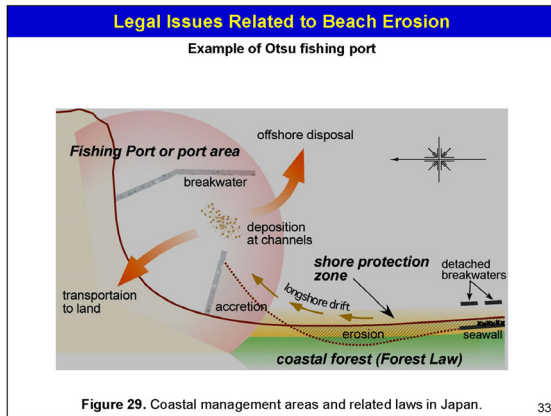 Legal Issues Related to Beach Erosion
Example of Otsu fishing port
offshore disposal
Fishing Port or port area
breakwater
deposition
at channels
shore protection
zone
detached
breakwaters
transportaion
to land
longshore drift
accretion
erosion
seawall
coastal forest (Forest Law)
Figure 29. Coastal management areas and related laws in Japan.
33